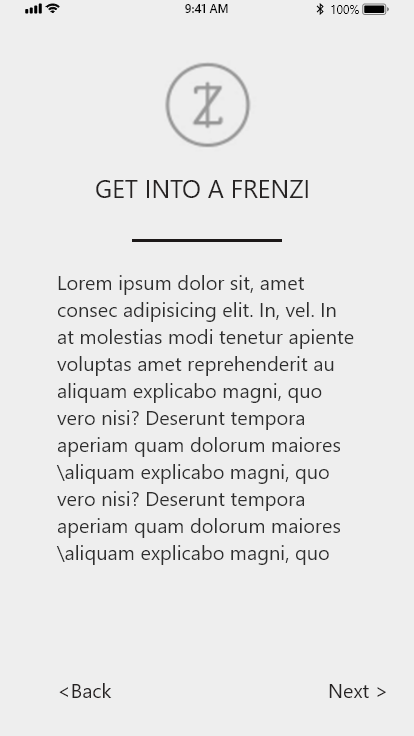 9:41 AM
100%
Z
GET INTO A FRENZI
Lorem ipsum dolor sit, amet
consec adipisicing elit. In, vel. In
at molestias modi tenetur apiente
voluptas amet reprehenderit au
aliquam explicabo magni, quo
vero nisi? Deserunt tempora
aperiam quam dolorum maiores
\aliquam explicabo magni, quo
vero nisi? Deserunt tempora
aperiam quam dolorum maiores
\aliquam explicabo magni, quo
<Back
Next >